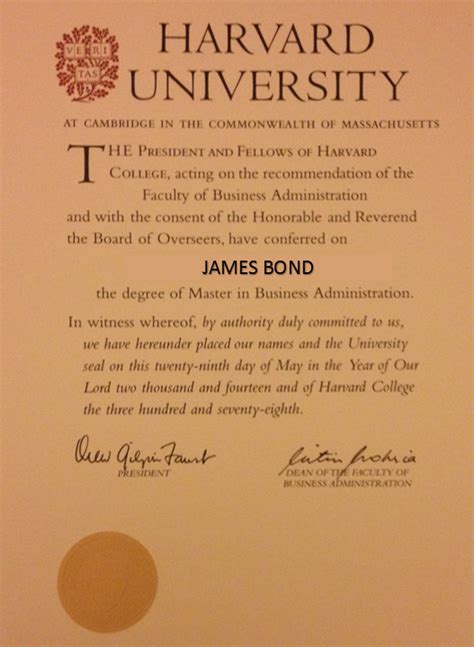 VE RI
TAS
HARVARD
UNIVERSITY
AT CAMBRIDGE IN THE COMMONWEALTH OF MASSACHUSETTS
THE PRESIDENT AND FELLOWS OF HARVARD
COLLEGE, acting on the recommendation of the
Faculty of Business Administration
and with the consent of the Honorable and Reverend
the Board of Overseers, have conferred on
JAMES BOND
the degree of Master in Business Administration.
In witness whereof, by authority duly committed to us,
we have hereunder placed our names and the University
seal on this twenty-ninth day of May in the Year of Our
Lord two thousand and fourteen and of Harvard College
the three hundred and seventy-eighth.
Drew Gilpin Faust
PRESIDENT
DEAN OF THE FACULTY OF
BUSINESS ADMINISTRATION